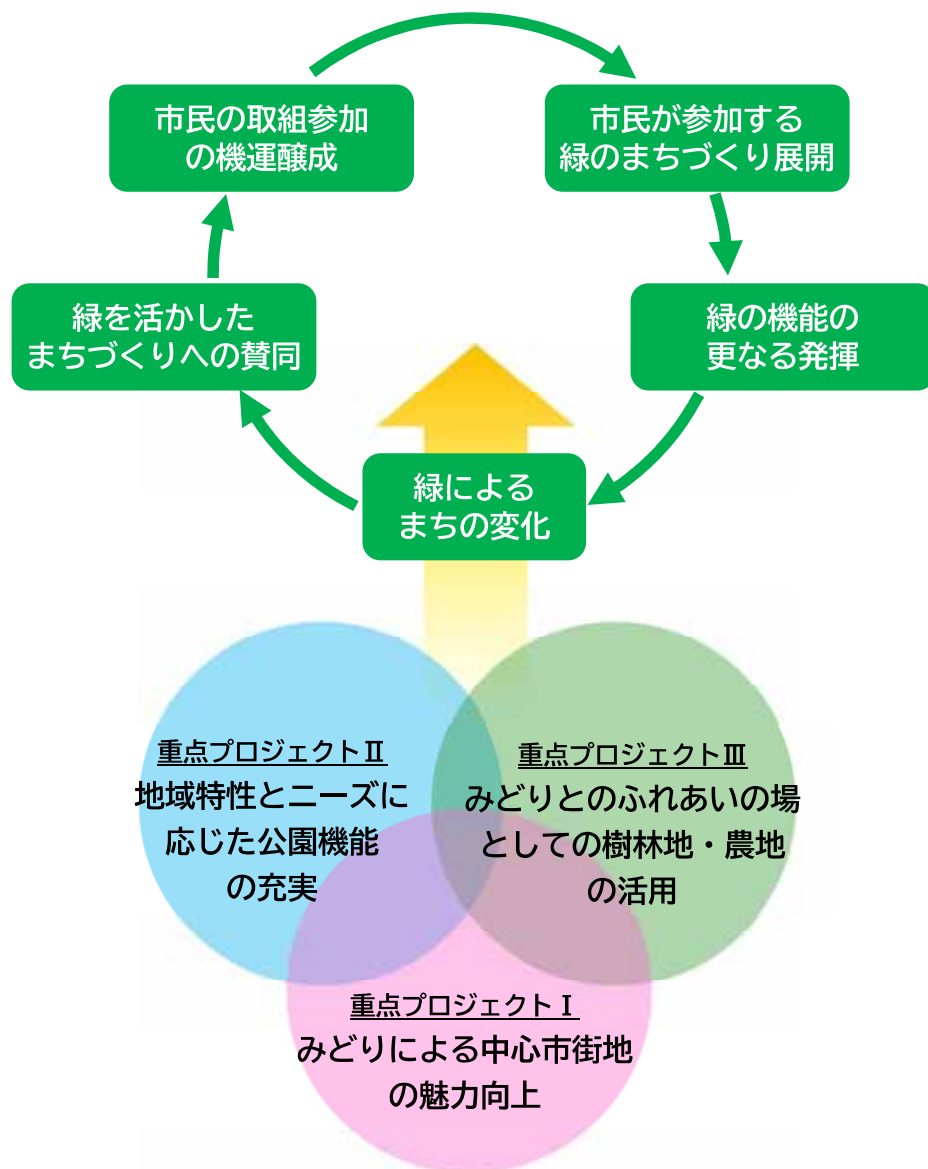 市民の取組参加
の機運醸成
市民が参加する
緑のまちづくり展開
緑を活かした
まちづくりへの賛同
緑の機能の
更なる発揮
緑による
まちの変化
重点プロジェクトⅡ
地域特性とニーズに
応じた公園機能
の充実
重点プロジェクトⅢ
みどりとのふれあいの場
としての樹林地・農地
の活用
重点プロジェクトⅠ
みどりによる中心市街地
の魅力向上